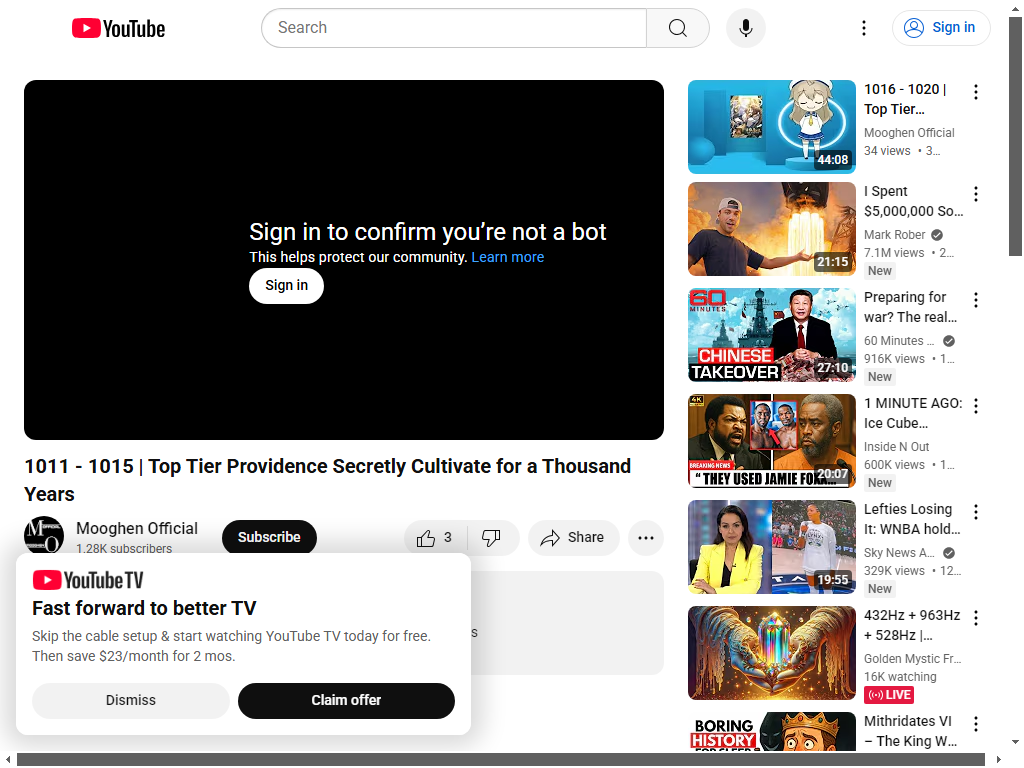 YouTube
Search
Sign in
Sign in to confirm you’re not a bot
This helps protect our community. Learn more
Sign in
1011 - 1015 | Top Tier Providence Secretly Cultivate for a Thousand
Years
Mooghen Official
1.28K subscribers
Subscribe
3
Share
s
YouTube TV
Fast forward to better TV
Skip the cable setup & start watching YouTube TV today for free.
Then save $23/month for 2 mos.
Dismiss
Claim offer
44:08
1016 - 1020 |
Top Tier…
Mooghen Official
34 views • 3…
21:15
I Spent
$5,000,000 So…
Mark Rober
7.1M views • 2…
New
60
MINUTES
CHINESE
TAKEOVER
27:10
Preparing for
war? The real…
60 Minutes …
916K views • 1…
New
4K
BREAKING NEWS
" THEY USED JAMIE FOXX...
20:07
1 MINUTE AGO:
Ice Cube…
Inside N Out
600K views • 1…
New
19:55
Lefties Losing
It: WNBA hold…
Sky News A…
329K views • 12…
New
432Hz + 963Hz
+ 528Hz |…
Golden Mystic Fr…
16K watching
LIVE
BORING
HISTORY
Mithridates VI
– The King W…